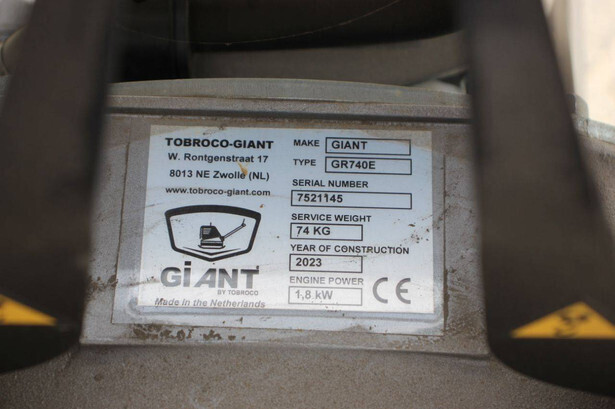 TOBROCO-GIANT
W. Rontgenstraat 17
8013 NE Zwolle (NL)
www.tobroco-giant.com
GiANT
BY TOBROCO
Made in the Netherlands
MAKE GIANT
TYPE GR740E
SERIAL NUMBER
7521145
SERVICE WEIGHT
74 KG
YEAR OF CONSTRUCTION
2023
ENGINE POWER
1,8 kW
CE